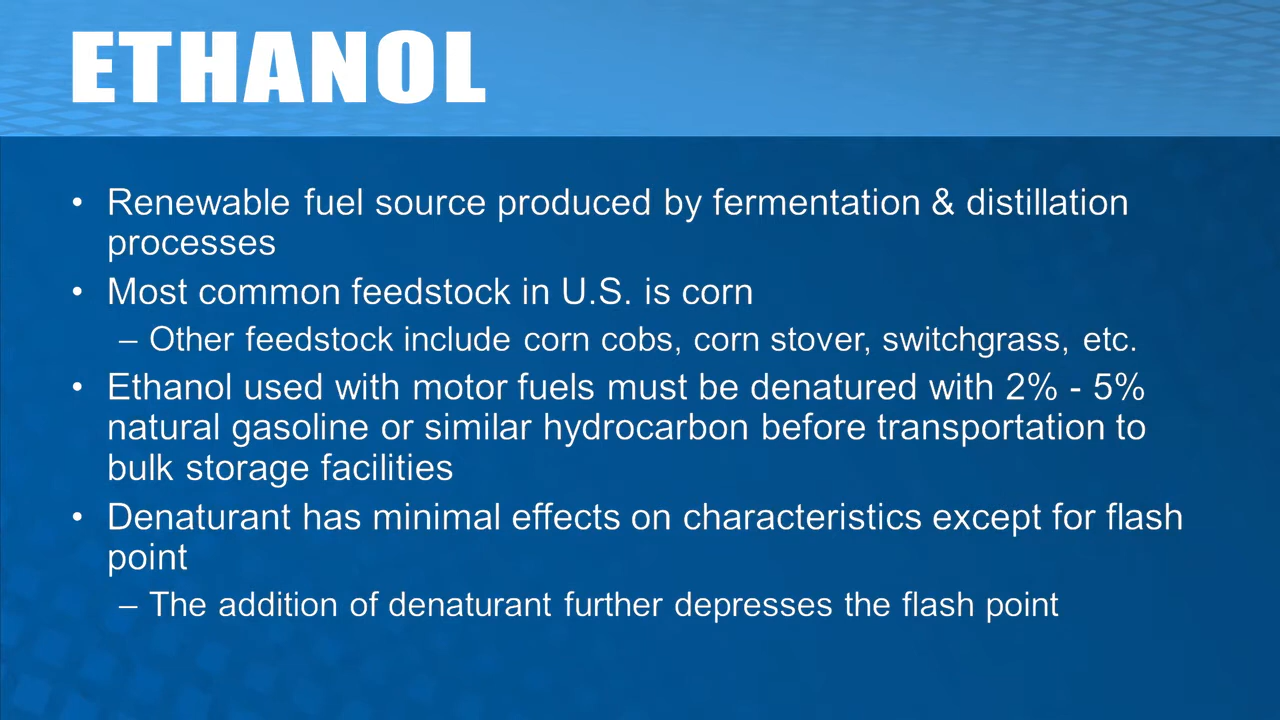 ETHANOL
• Renewable fuel source produced by fermentation & distillation
processes
• Most common feedstock in U.S. is corn
– Other feedstock include corn cobs, corn stover, switchgrass, etc.
• Ethanol used with motor fuels must be denatured with 2% - 5%
natural gasoline or similar hydrocarbon before transportation to
bulk storage facilities
• Denaturant has minimal effects on characteristics except for flash
point
– The addition of denaturant further depresses the flash point